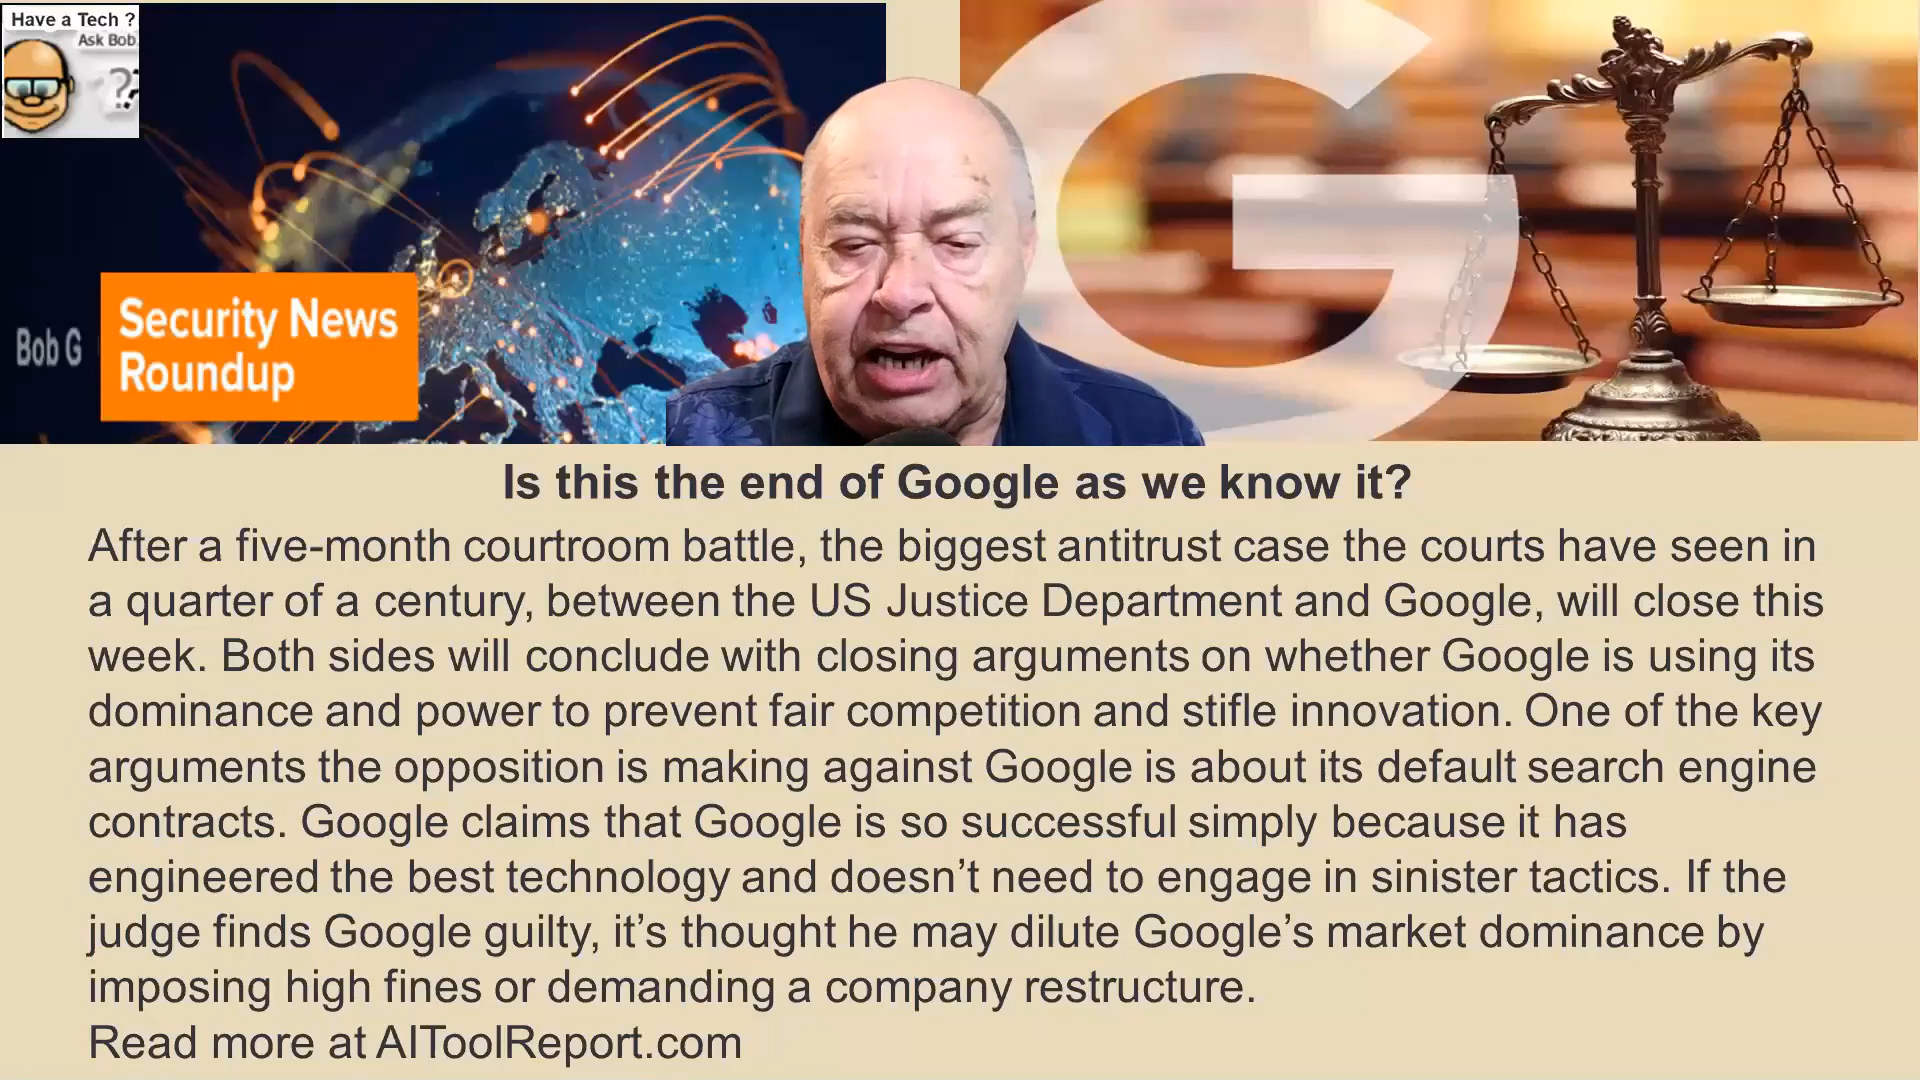 Have a Tech ?
Ask Bob.
??
Bob G
Security News
Roundup
G
Is this the end of Google as we know it?
After a five-month courtroom battle, the biggest antitrust case the courts have seen in
a quarter of a century, between the US Justice Department and Google, will close this
week. Both sides will conclude with closing arguments on whether Google is using its
dominance and power to prevent fair competition and stifle innovation. One of the key
arguments the opposition is making against Google is about its default search engine
contracts. Google claims that Google is so successful simply because it has
engineered the best technology and doesn’t need to engage in sinister tactics. If the
judge finds Google guilty, it’s thought he may dilute Google’s market dominance by
imposing high fines or demanding a company restructure.
Read more at AIToolReport.com